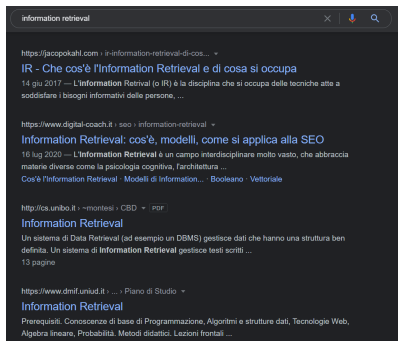 information retrieval
https://jacopokahl.com › ir-information-retrieval-di-cos...
IR - Che cos'è l'Information Retrieval e di cosa si occupa
14 giu 2017 — L'Information Retrival (o IR) è la disciplina che si occupa delle tecniche atte a
soddisfare i bisogni informativi delle persone, ...
https://www.digital-coach.it › seo › information-retrieval
Information Retrieval: cos'è, modelli, come si applica alla SEO
16 lug 2020 — L'Information Retrieval è un campo interdisciplinare molto vasto, che abbraccia
materie diverse come la psicologia cognitiva, l'architettura ...
Cos'è l'Information Retrieval · Modelli di Information... · Booleano · Vettoriale
http://cs.unibo.it › ~montesi › CBD PDF
Information Retrieval
Un sistema di Data Retrieval (ad esempio un DBMS) gestisce dati che hanno una struttura ben
definita. Un sistema di Information Retrieval gestisce testi scritti ...
13 pagine
https://www.dmif.uniud.it › ... › Piano di Studio
Information Retrieval
Prerequisiti. Conoscenze di base di Programmazione, Algoritmi e strutture dati, Tecnologie Web,
Algebra lineare, Probabilità. Metodi didattici. Lezioni frontali ...